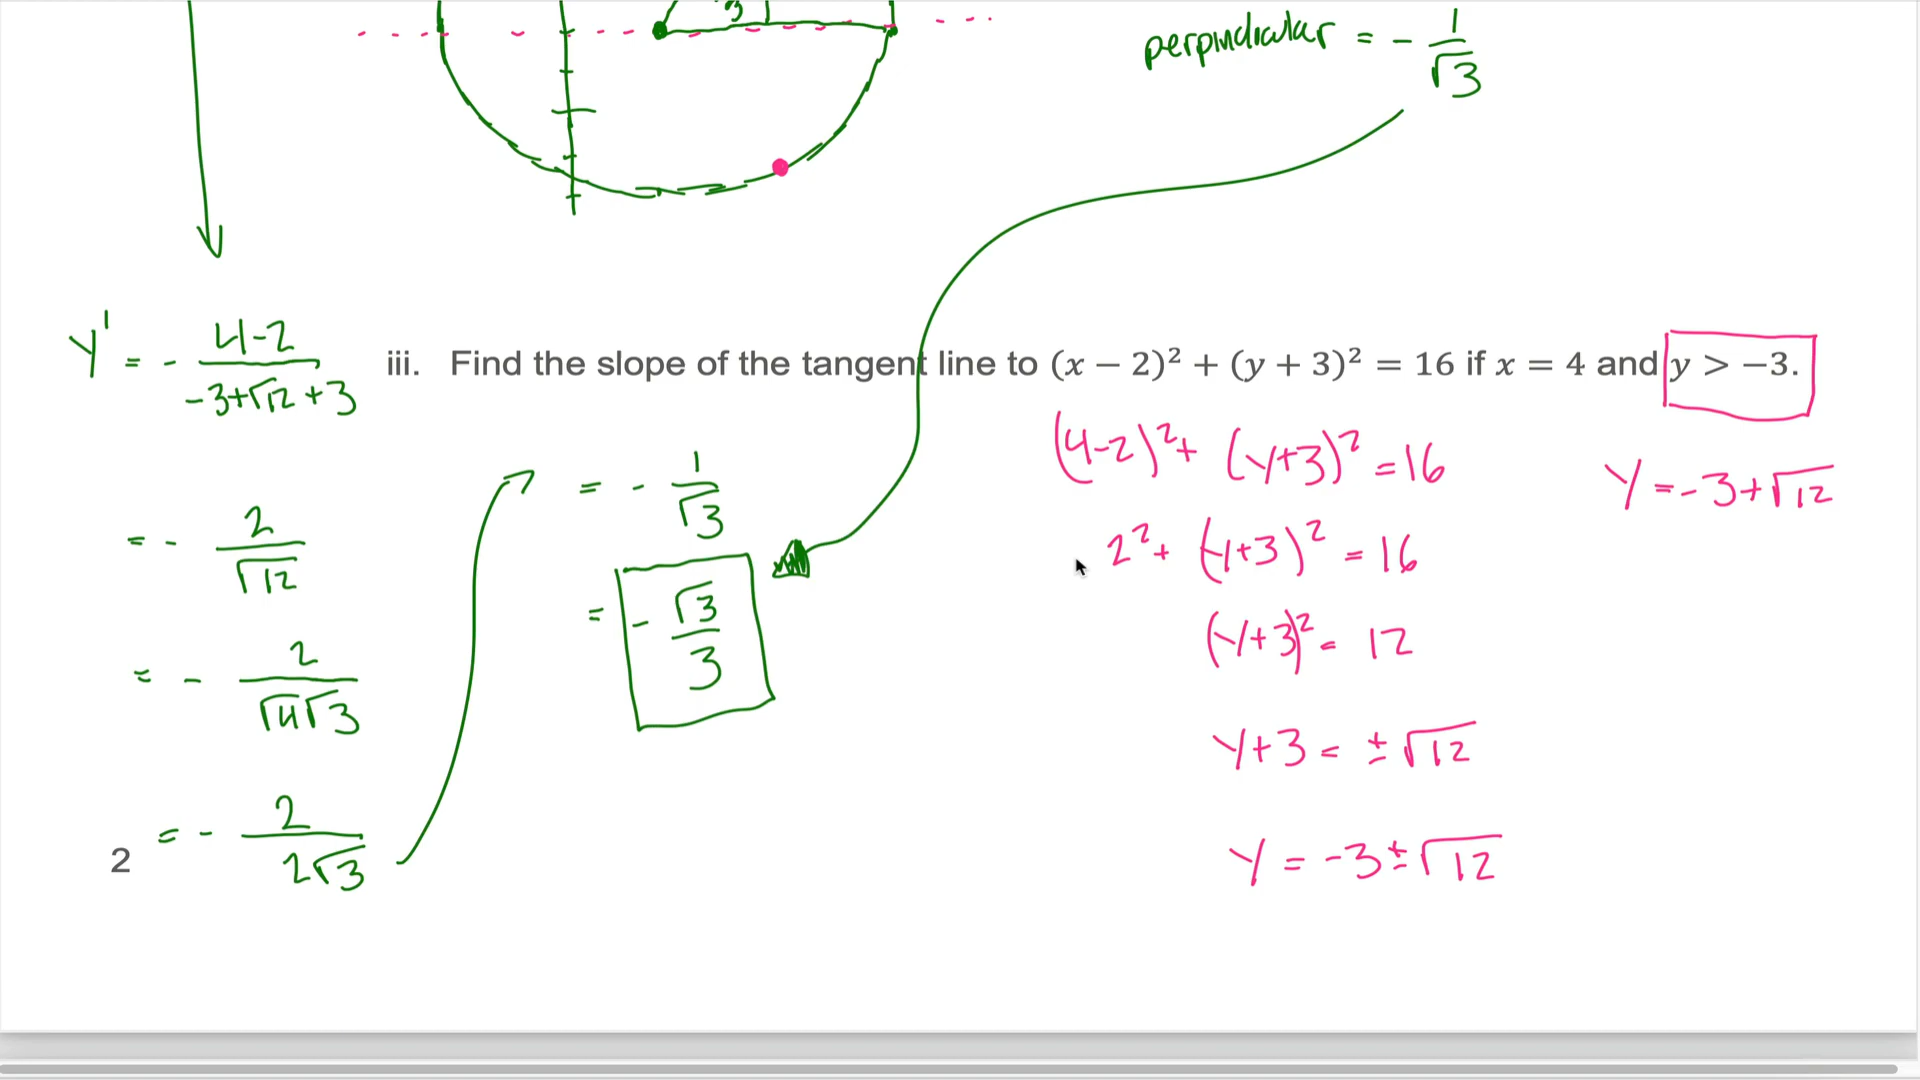 3
perpindicular = - 1/√3
y' = - (4-2)/(-3+√12+3)
iii. Find the slope of the tangent line to (x − 2)² + (y + 3)² = 16 if x = 4 and y > −3.
(4-2)² + (y+3)² = 16
y = -3+√12
= - 1/√3
= - 2/√12
2² + (y+3)² = 16
= - √3/3
(y+3)² = 12
= - 2/(√4√3)
y+3 = ±√12
= - 2/(2√3)
y = -3±√12
2